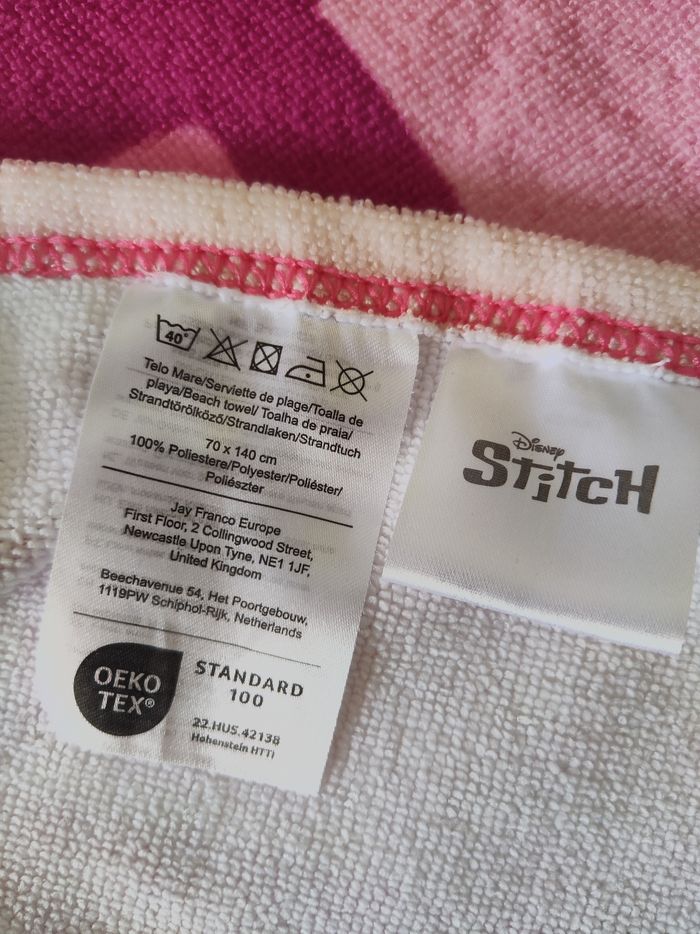 40°
Telo Mare/Serviette de plage/Toalla de
playa/Beach towel/ Toalha de praia/
Strandtörölköző/Strandlaken/Strandtuch
70 x 140 cm
100% Poliestere/Polyester/Poliéster/
Poliészter
Jay Franco Europe
First Floor, 2 Collingwood Street,
Newcastle Upon Tyne, NE1 1JF,
United Kingdom
Beechavenue 54, Het Poortgebouw,
1119PW Schiphol-Rijk, Netherlands
OEKO
TEX®
STANDARD
100
22.HUS.42138
Hohenstein HTTI
Disney
Stitch